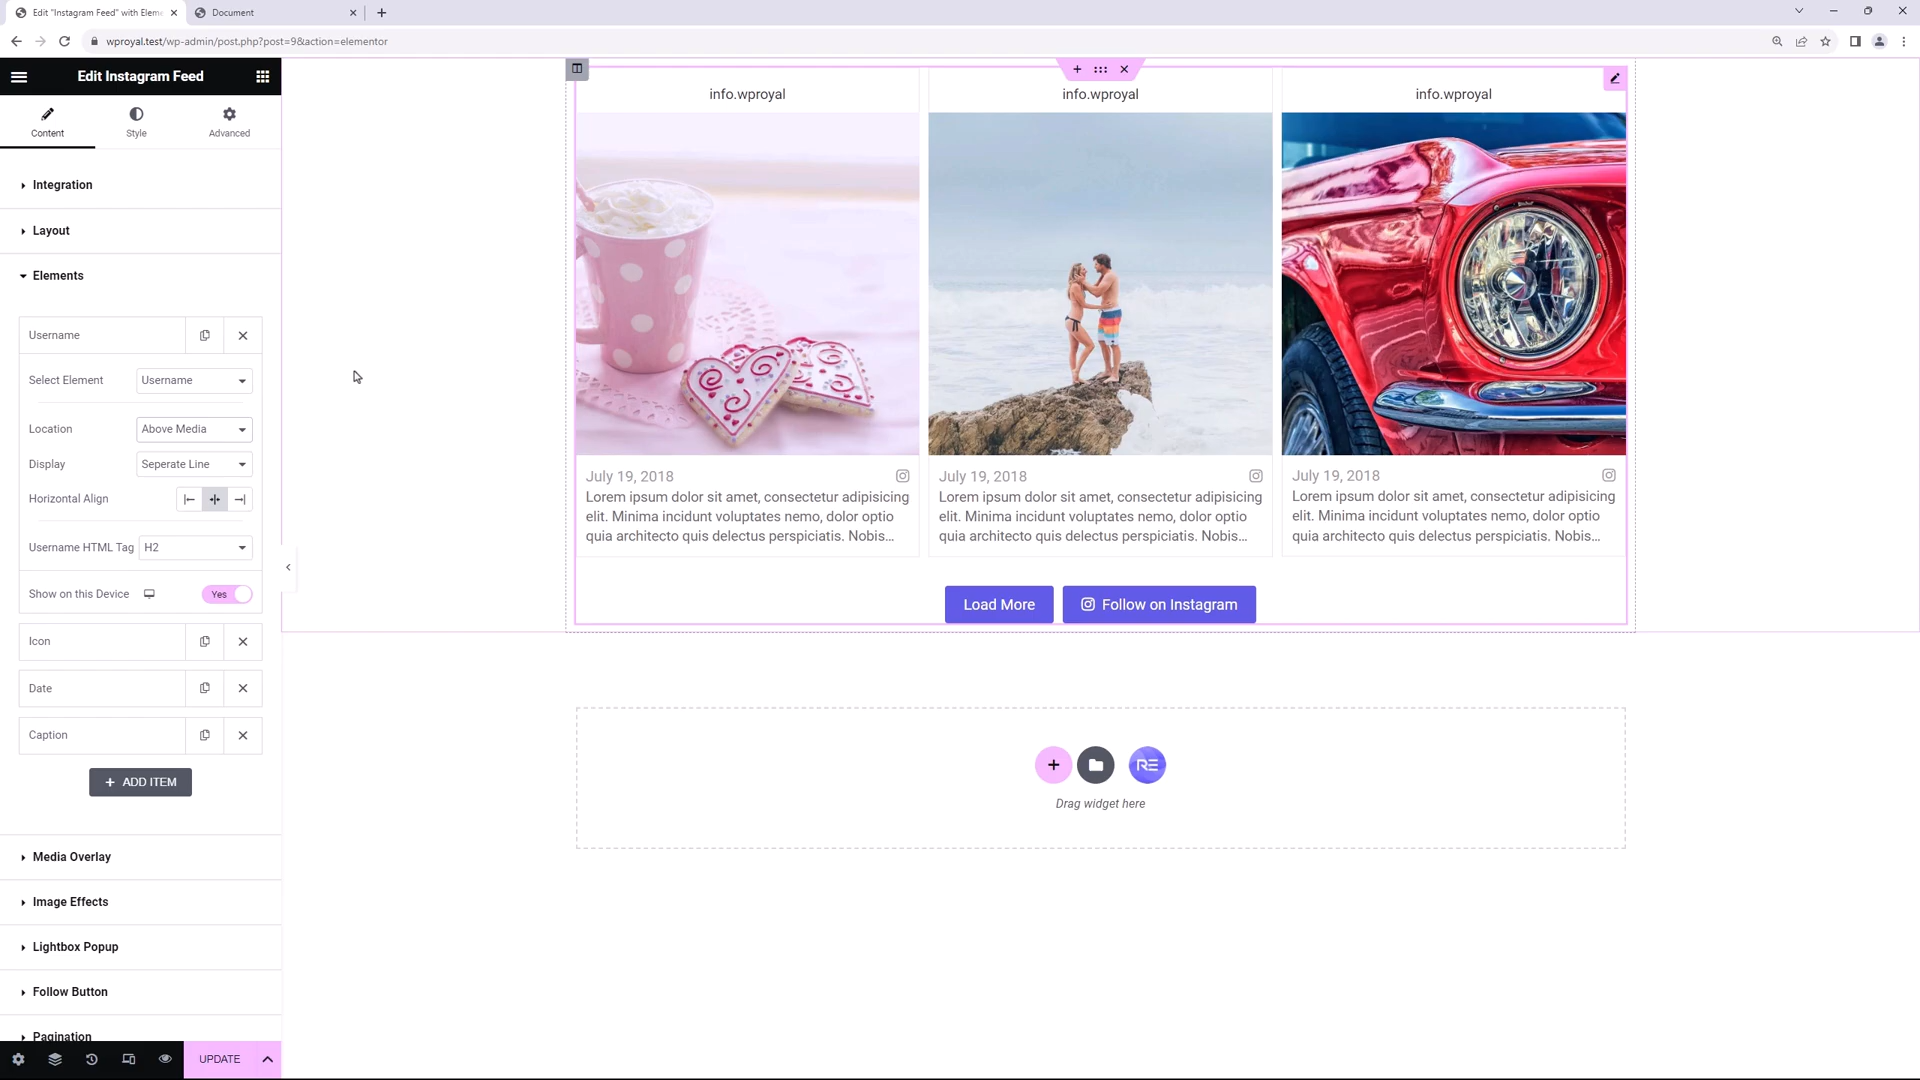 Edit "Instagram Feed" with Eleme
Document
wproyal.test/wp-admin/post.php?post=9&action=elementor
Edit Instagram Feed
Content
Style
Advanced
Integration
Layout
Elements
Username
Select Element
Username
Location
Above Media
Display
Seperate Line
Horizontal Align
Username HTML Tag
H2
Show on this Device
Yes
Icon
Date
Caption
+ ADD ITEM
Media Overlay
Image Effects
Lightbox Popup
Follow Button
Pagination
UPDATE
info.wproyal
info.wproyal
info.wproyal
July 19, 2018
Lorem ipsum dolor sit amet, consectetur adipisicing
elit. Minima incidunt voluptates nemo, dolor optio
quia architecto quis delectus perspiciatis. Nobis...
July 19, 2018
Lorem ipsum dolor sit amet, consectetur adipisicing
elit. Minima incidunt voluptates nemo, dolor optio
quia architecto quis delectus perspiciatis. Nobis...
July 19, 2018
Lorem ipsum dolor sit amet, consectetur adipisicing
elit. Minima incidunt voluptates nemo, dolor optio
quia architecto quis delectus perspiciatis. Nobis...
Load More
Follow on Instagram
RE
Drag widget here